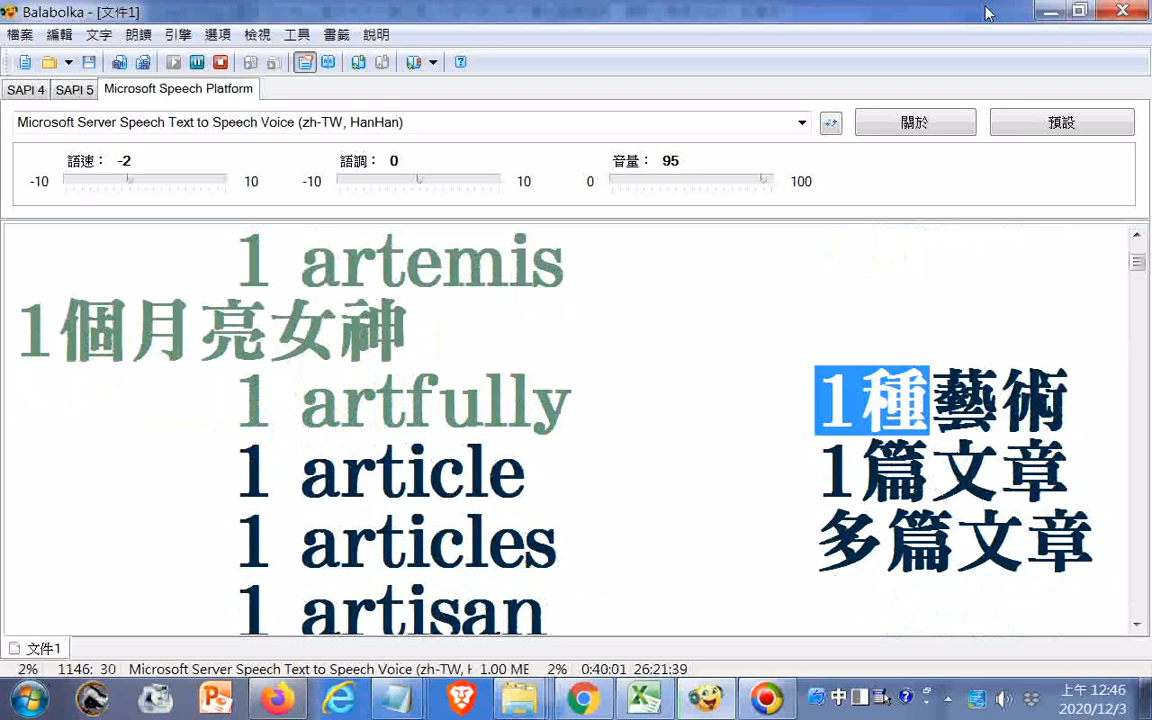 Balabolka - [文件1]
檔案 編輯 文字 朗讀 引擎 選項 檢視 工具 書籤 說明
SAPI 4 SAPI 5 Microsoft Speech Platform
Microsoft Server Speech Text to Speech Voice (zh-TW, HanHan) 關於 預設
語速： -2 語調： 0 音量： 95
-10 10 -10 10 0 100
1 artemis
1個月亮女神
1 artfully 1種藝術
1 article 1篇文章
1 articles 多篇文章
1 artisan
文件1
2% 1146: 30 Microsoft Server Speech Text to Speech Voice (zh-TW, 1.00 ME 2% 0:40:01 26:21:39
中 上午 12:46
2020/12/3